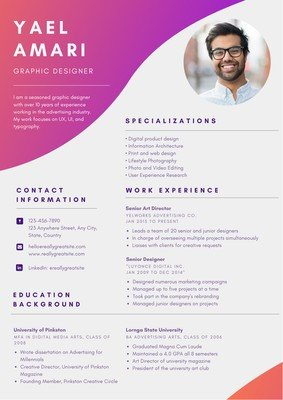 YAEL
AMARI
GRAPHIC DESIGNER
I am a seasoned graphic designer
with over 10 years of experience
working in the advertising industry.
My work focuses on UX, UI, and
typography.
SPECIALIZATIONS
• Digital product design
• Information Architecture
• Print and web design
• Lifestyle Photography
• Photo and Video Editing
• User Experience Research
CONTACT
INFORMATION
123-456-7890
123 Anywhere Street, Any City,
State, Country
hello@reallygreatsite.com
www.reallygreatsite.com
LinkedIn: @reallygreatsite
WORK EXPERIENCE
Senior Art Director
YELWORES ADVERTISING CO.
JAN 2015 TO PRESENT
• Leads a team of 20 senior and junior designers
• In charge of overseeing multiple projects simultaneously
• Liaises with clients for creative requests
Senior Designer
JAN 2009 TO DEC 2014
• Designed numerous marketing campaigns
• Managed up to five projects at a time
• Took part in the company's rebranding
• Managed junior designers on projects
EDUCATION
BACKGROUND
University of Pinkston
MFA IN DIGITAL MEDIA ARTS, CLASS OF
2008
• Wrote dissertation on Advertising for
Millennials
• Creative Director, University of Pinkston
Magazine
• Founding Member, Pinkston Creative Circle
Lornga State University
BA ADVERTISING ARTS, CLASS OF 2006
• Graduated Magna Cum Laude
• Maintained a 4.0 GPA all 8 semesters
• Art Director of university magazine
• President of the university art club